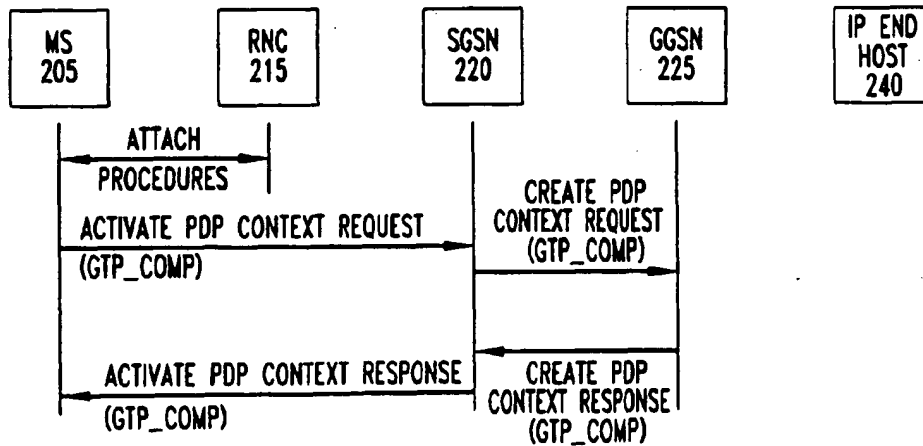 MS
205
RNC
215
SGSN
220
GGSN
225
IP END
HOST
240
ATTACH
PROCEDURES
ACTIVATE PDP CONTEXT REQUEST
(GTP_COMP)
CREATE PDP
CONTEXT REQUEST
(GTP_COMP)
ACTIVATE PDP CONTEXT RESPONSE
(GTP_COMP)
CREATE PDP
CONTEXT RESPONSE
(GTP_COMP)